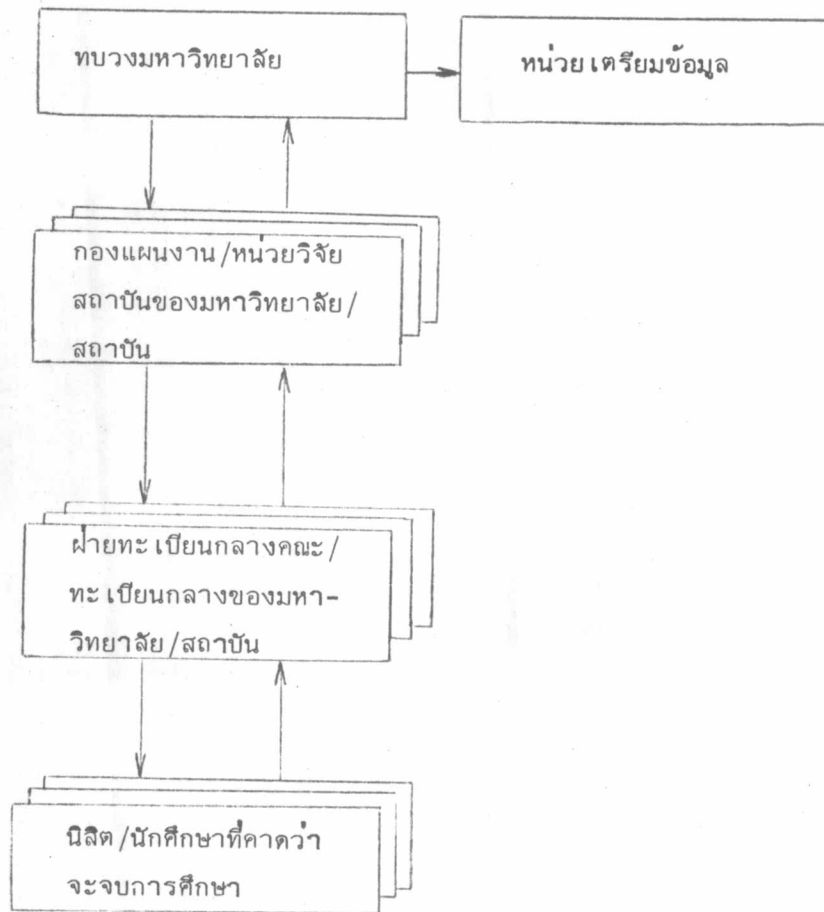 ทบวงมหาวิทยาลัย
หน่วยเตรียมข้อมูล
กองแผนงาน/หน่วยวิจัย
สถาบันของมหาวิทยาลัย/
สถาบัน
ฝ่ายทะเบียนกลางคณะ/
ทะเบียนกลางของมหา-
วิทยาลัย/สถาบัน
นิสิต/นักศึกษาที่คาดว่า
จะจบการศึกษา